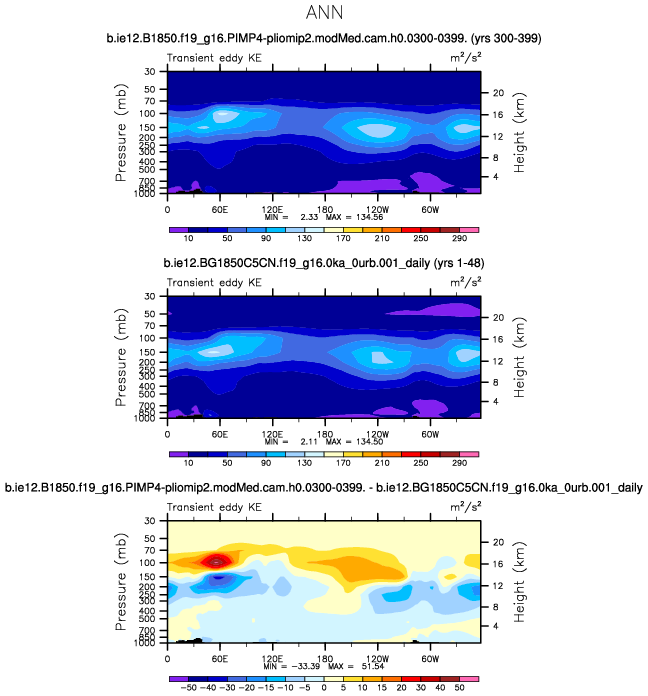 ANN
b.ie12.B1850.f19_g16.PIMP4-pliomip2.modMed.cam.h0.0300-0399. (yrs 300-399)
Transient eddy KE m²/s²
Pressure (mb)
30
50
70
100
150
200
250
300
400
500
700
850
1000
Height (km)
20
16
12
8
4
0 60E 120E 180 120W 60W
MIN = 2.33 MAX = 134.56
10 50 90 130 170 210 250 290
b.ie12.BG1850C5CN.f19_g16.0ka_0urb.001_daily (yrs 1-48)
Transient eddy KE m²/s²
Pressure (mb)
30
50
70
100
150
200
250
300
400
500
700
850
1000
Height (km)
20
16
12
8
4
0 60E 120E 180 120W 60W
MIN = 2.11 MAX = 134.50
10 50 90 130 170 210 250 290
b.ie12.B1850.f19_g16.PIMP4-pliomip2.modMed.cam.h0.0300-0399. - b.ie12.BG1850C5CN.f19_g16.0ka_0urb.001_daily
Transient eddy KE m²/s²
Pressure (mb)
30
50
70
100
150
200
250
300
400
500
700
850
1000
Height (km)
20
16
12
8
4
0 60E 120E 180 120W 60W
MIN = -33.39 MAX = 51.54
-50 -40 -30 -20 -15 -10 -5 0 5 10 15 20 30 40 50